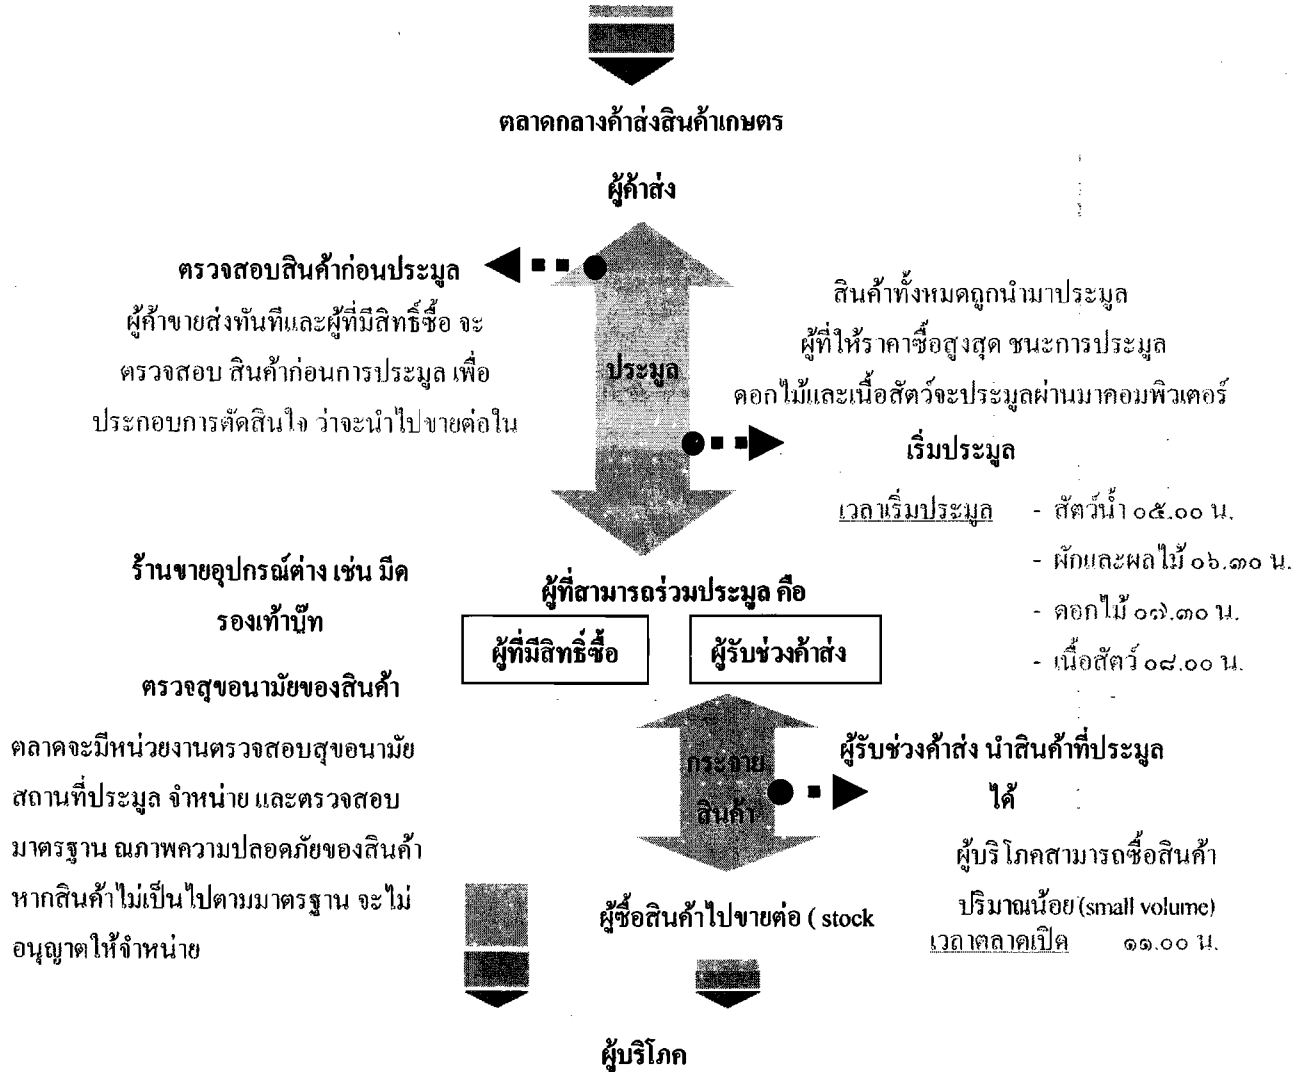 ตลาดกลางค้าส่งสินค้าเกษตร
ผู้ค้าส่ง
ตรวจสอบสินค้าก่อนประมูล
ผู้ค้าขายส่งทันทีและผู้ที่มีสิทธิ์ซื้อ จะ
ตรวจสอบ สินค้าก่อนการประมูล เพื่อ
ประกอบการตัดสินใจ ว่าจะนำไปขายต่อใน
ประมูล
สินค้าทั้งหมดถูกนำมาประมูล
ผู้ที่ให้ราคาซื้อสูงสุด ชนะการประมูล
ดอกไม้และเนื้อสัตว์จะประมูลผ่านมาคอมพิวเตอร์
เริ่มประมูล
เวลาเริ่มประมูล - สัตว์น้ำ ๐๕.๐๐ น.
- ผักและผลไม้ ๐๖.๓๐ น.
- ดอกไม้ ๐๗.๓๐ น.
- เนื้อสัตว์ ๐๘.๐๐ น.
ร้านขายอุปกรณ์ต่าง เช่น มีด
รองเท้าบู๊ท
ตรวจสุขอนามัยของสินค้า
ตลาดจะมีหน่วยงานตรวจสอบสุขอนามัย
สถานที่ประมูล จำหน่าย และตรวจสอบ
มาตรฐาน ณภาพความปลอดภัยของสินค้า
หากสินค้าไม่เป็นไปตามมาตรฐาน จะไม่
อนุญาตให้จำหน่าย
ผู้ที่สามารถร่วมประมูล คือ
ผู้ที่มีสิทธิ์ซื้อ
ผู้รับช่วงค้าส่ง
กระจาย
สินค้า
ผู้รับช่วงค้าส่ง นำสินค้าที่ประมูล
ได้
ผู้บริโภคสามารถซื้อสินค้า
ปริมาณน้อย (small volume)
เวลาตลาดเปิด ๑๑.๐๐ น.
ผู้ซื้อสินค้าไปขายต่อ ( stock
ผู้บริโภค